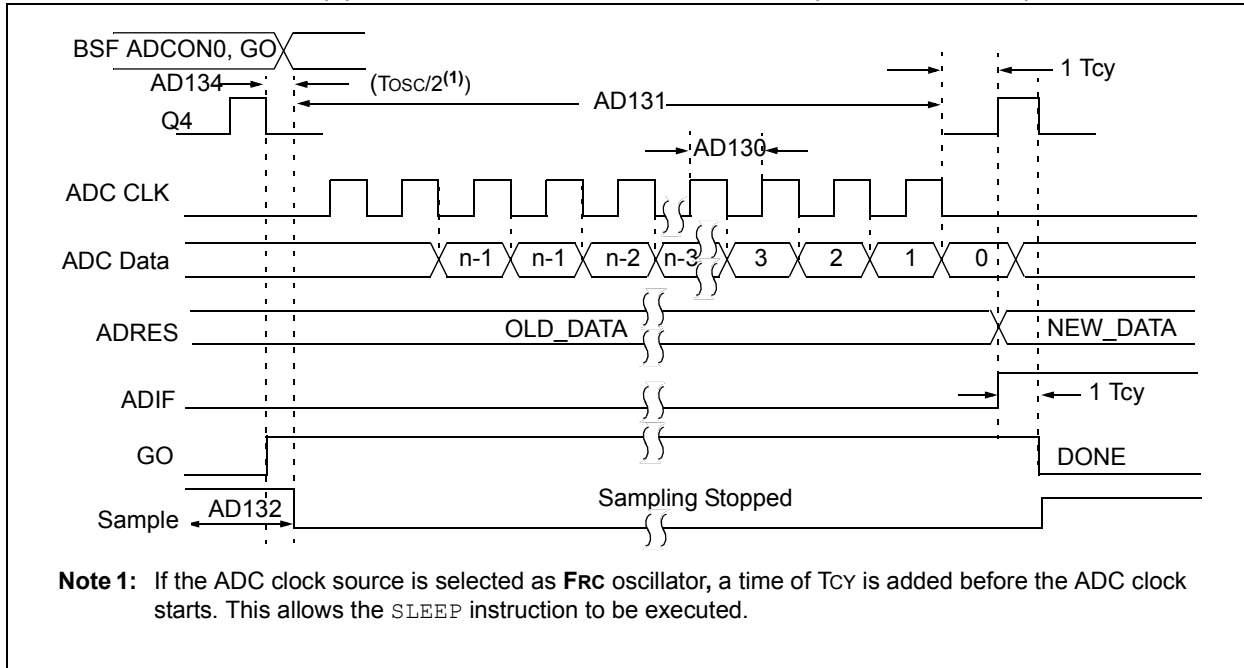 BSF ADCON0, GO
AD134 (TOSC/2(1)) 1 TCY
AD131
Q4
AD130
ADC CLK
ADC Data n-1 n-1 n-2 n-3 3 2 1 0
ADRES OLD_DATA NEW_DATA
ADIF 1 TCY
GO DONE
Sample AD132 Sampling Stopped
Note 1: If the ADC clock source is selected as FRC oscillator, a time of TCY is added before the ADC clock
starts. This allows the SLEEP instruction to be executed.